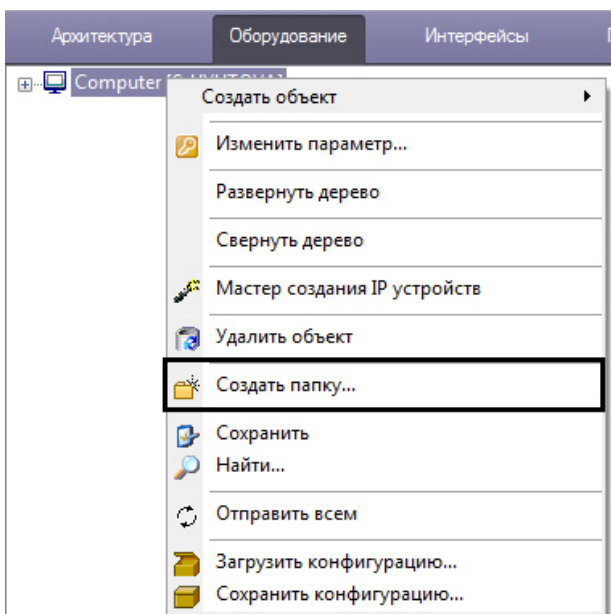 Архитектура Оборудование Интерфейсы
Computer
Создать объект
Изменить параметр...
Развернуть дерево
Свернуть дерево
Мастер создания IP устройств
Удалить объект
Создать папку...
Сохранить
Найти...
Отправить всем
Загрузить конфигурацию...
Сохранить конфигурацию...